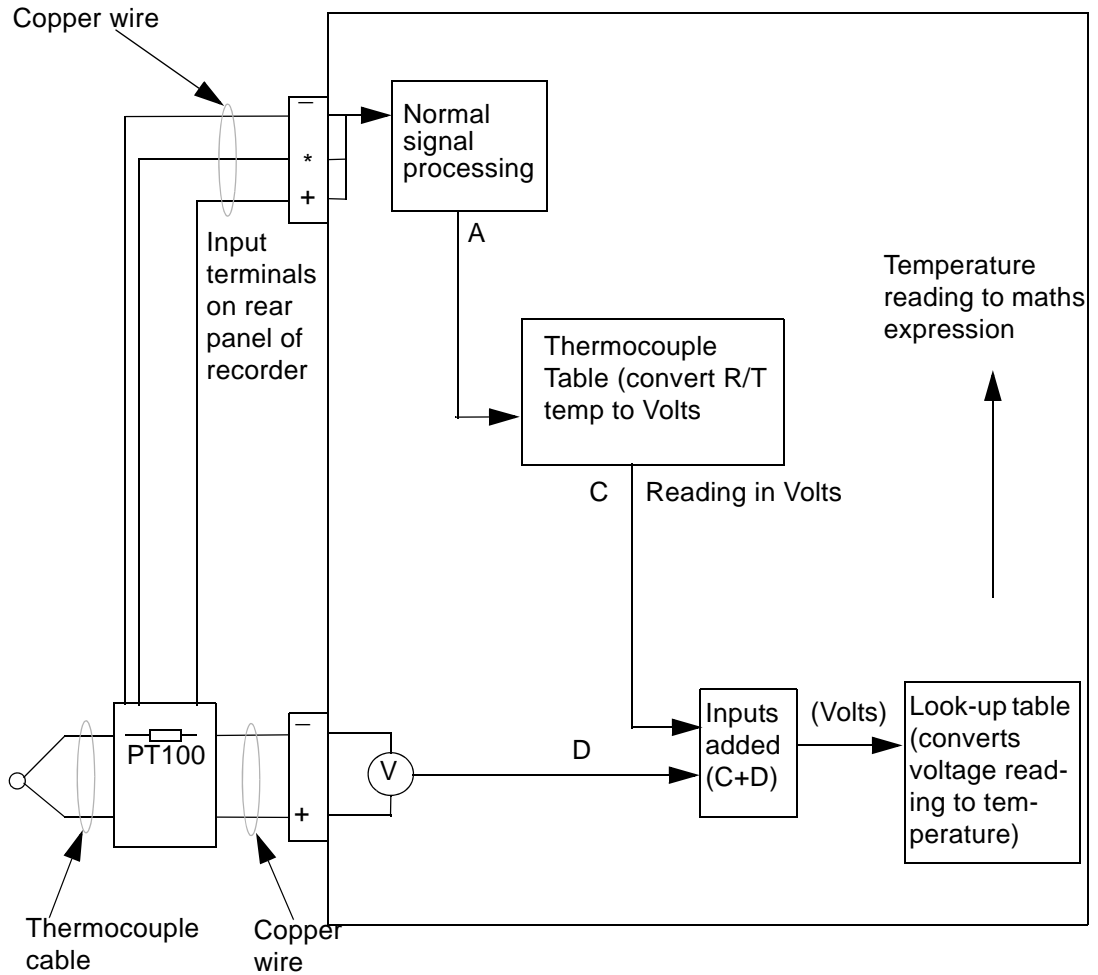 Copper wire
–
*
+
Normal
signal
processing
A
Input
terminals
on rear
panel of
recorder
Temperature
reading to maths
expression
Thermocouple
Table (convert R/T
temp to Volts
C
Reading in Volts
PT100
–
+
V
D
Inputs
added
(C+D)
(Volts)
Look-up table
(converts
voltage read-
ing to tem-
perature)
Thermocouple
cable
Copper
wire